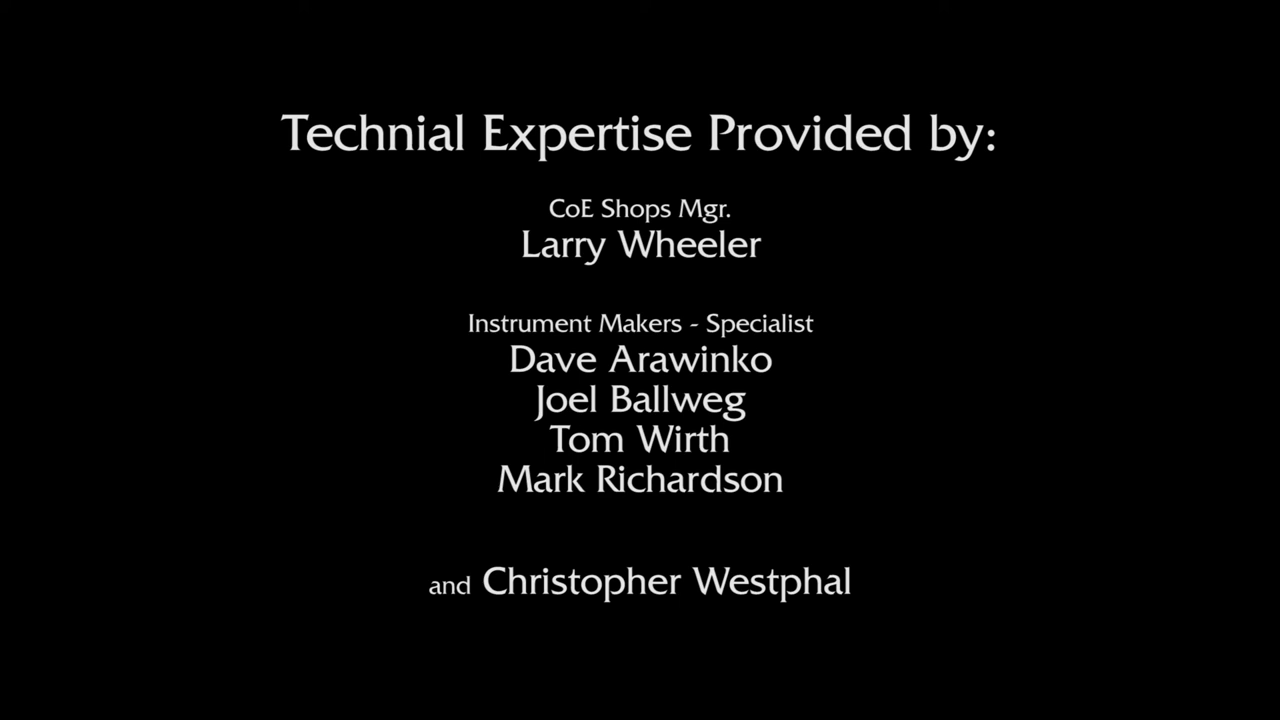 Technial Expertise Provided by:
CoE Shops Mgr.
Larry Wheeler
Instrument Makers - Specialist
Dave Arawinko
Joel Ballweg
Tom Wirth
Mark Richardson
and Christopher Westphal